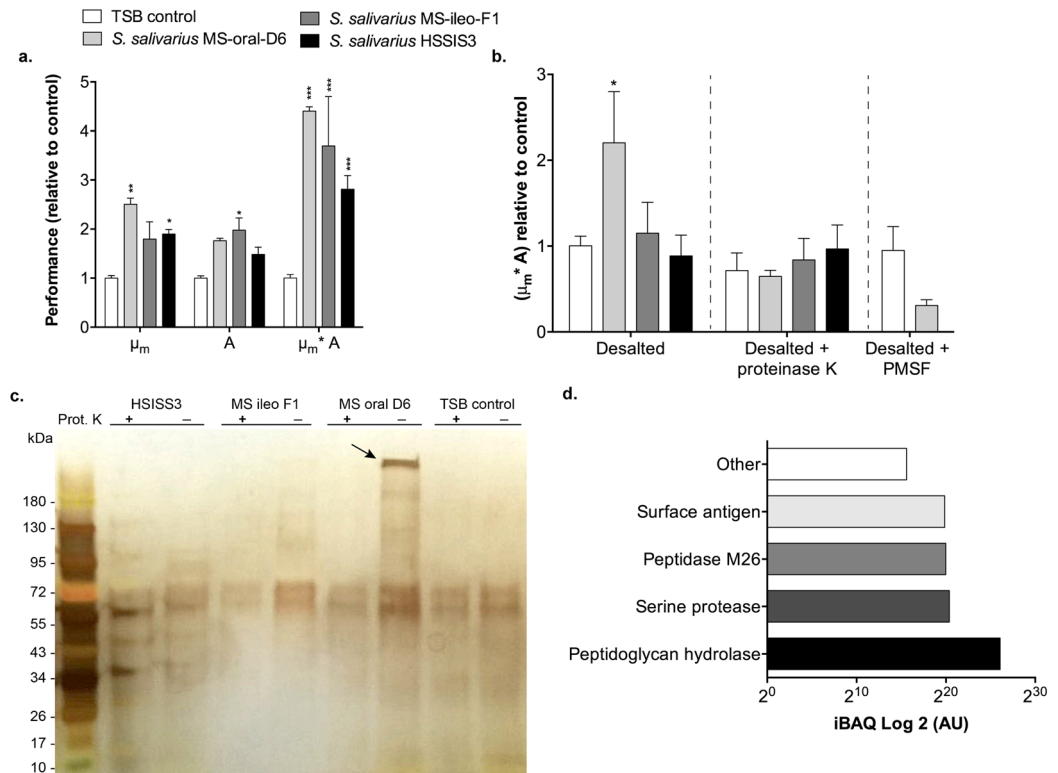 TSB control
S. salivarius MS-oral-D6
S. salivarius MS-ileo-F1
S. salivarius HSSIS3
a.
Performance (relative to control)
5
4
3
2
1
0
**
*
*
***
***
***
μm
A
μm* A
b.
(μm* A) relative to control
3
2
1
0
*
Desalted
Desalted +
proteinase K
Desalted +
PMSF
c.
HSISS3
MS ileo F1
MS oral D6
TSB control
Prot. K
+ – + – + – + –
kDa
180 -
130 -
95 -
72 -
55 -
43 -
34 -
26 -
17 -
10 -
d.
Other
Surface antigen
Peptidase M26
Serine protease
Peptidoglycan hydrolase
2^0 2^10 2^20 2^30
iBAQ Log 2 (AU)